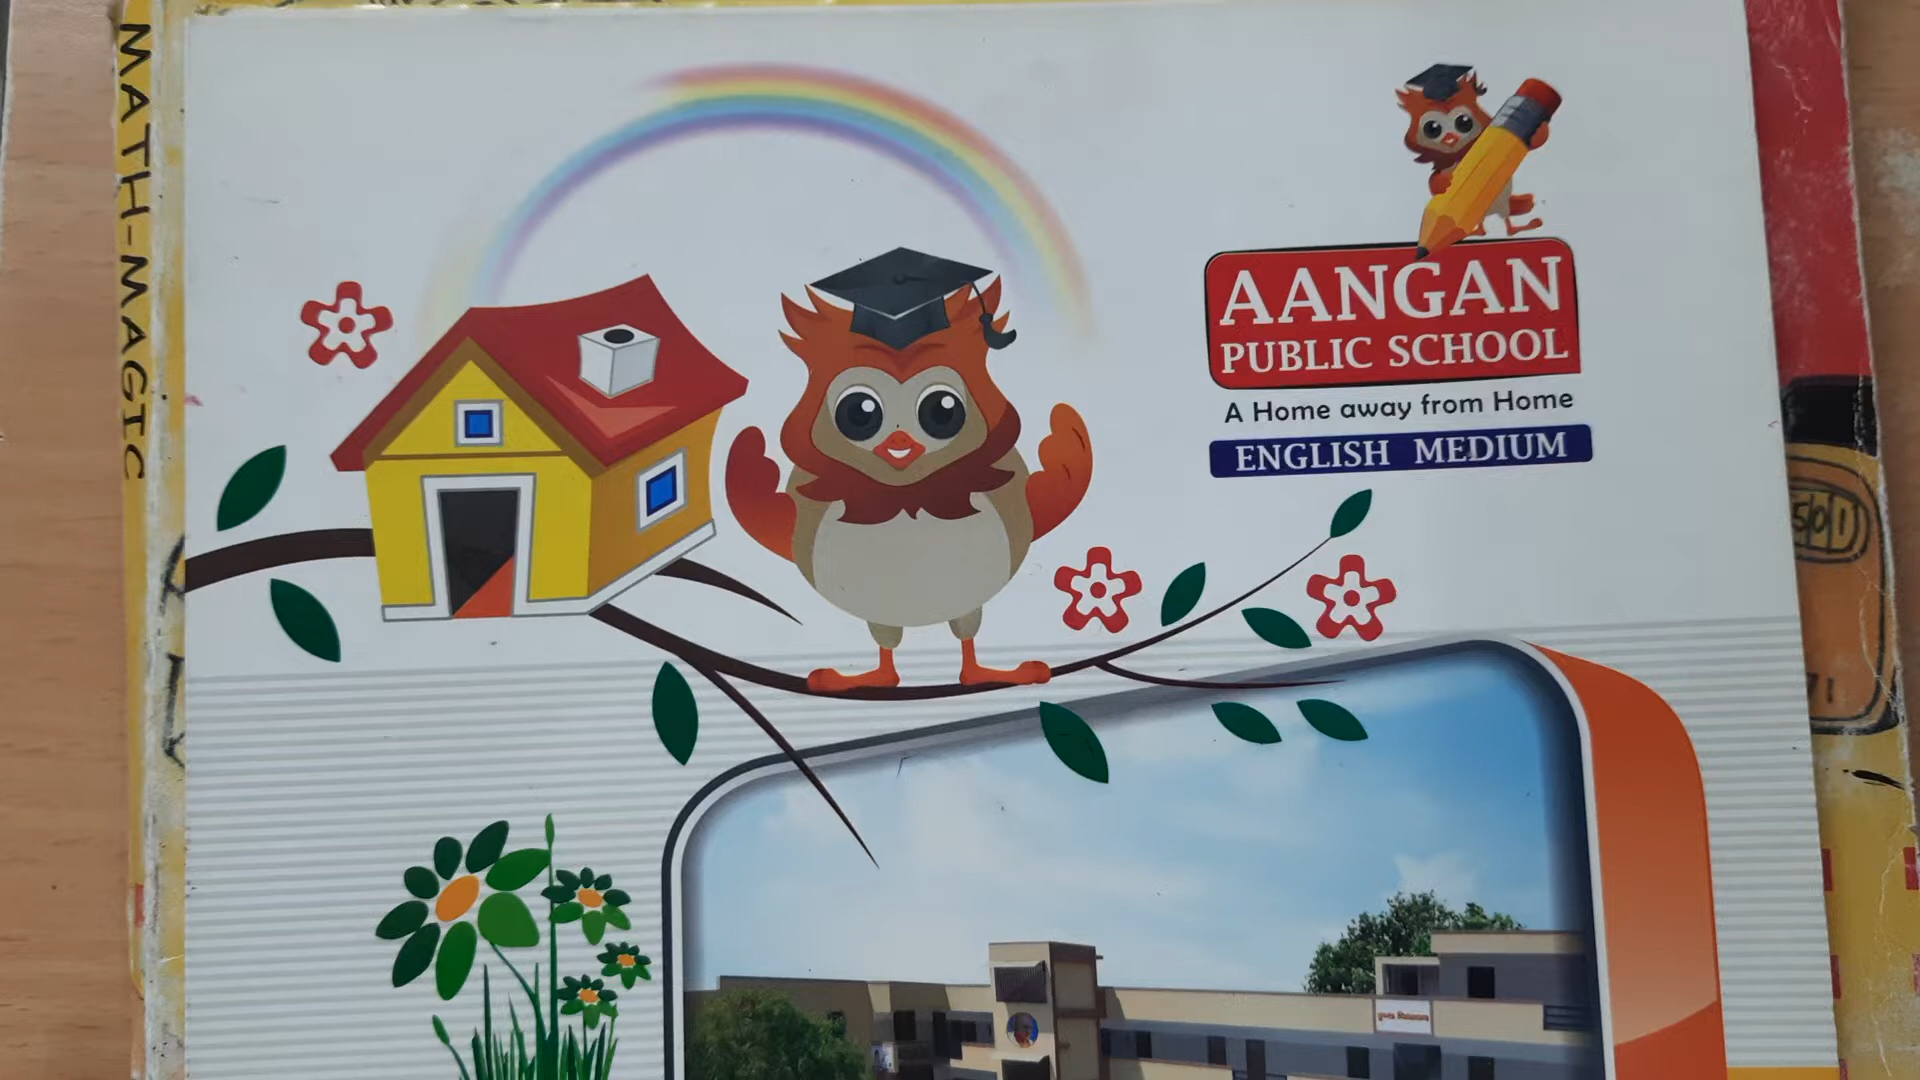 MATH-MAGIC
AANGAN
PUBLIC SCHOOL
A Home away from Home
ENGLISH MEDIUM